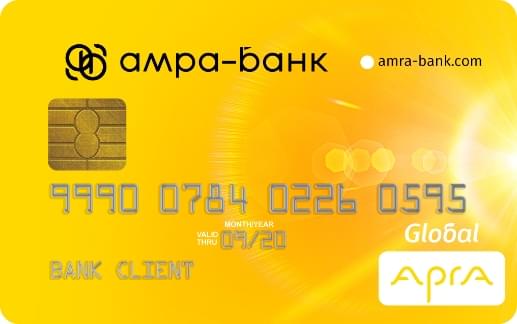 амра-банк
amra-bank.com
9990 0784 0226 0595
MONTH/YEAR
VALID THRU 09/20
Global
BANK CLIENT
АПРА